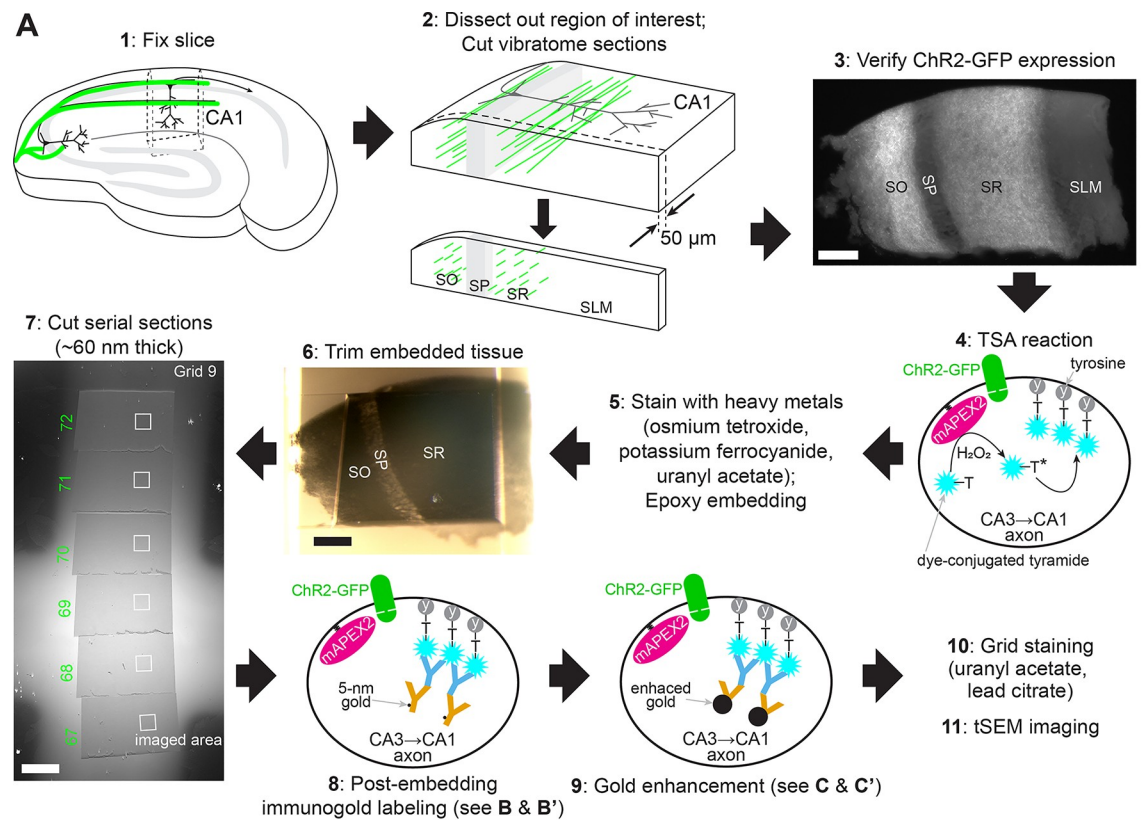 A
1: Fix slice
CA1
2: Dissect out region of interest;
Cut vibratome sections
CA1
50 µm
SO
SP
SR
SLM
3: Verify ChR2-GFP expression
SO
SP
SR
SLM
4: TSA reaction
ChR2-GFP
tyrosine
mAPEX2
y
y
y
T
T
T
H₂O₂
T
T*
CA3→CA1
axon
dye-conjugated tyramide
5: Stain with heavy metals
(osmium tetroxide,
potassium ferrocyanide,
uranyl acetate);
Epoxy embedding
6: Trim embedded tissue
SO
SP
SR
7: Cut serial sections
(~60 nm thick)
Grid 9
72
71
70
69
68
67
imaged area
ChR2-GFP
mAPEX2
y
y
y
T
T
T
5-nm
gold
CA3→CA1
axon
8: Post-embedding
immunogold labeling (see B & B’)
ChR2-GFP
mAPEX2
y
y
y
T
T
T
enhaced
gold
CA3→CA1
axon
9: Gold enhancement (see C & C’)
10: Grid staining
(uranyl acetate,
lead citrate)
11: tSEM imaging